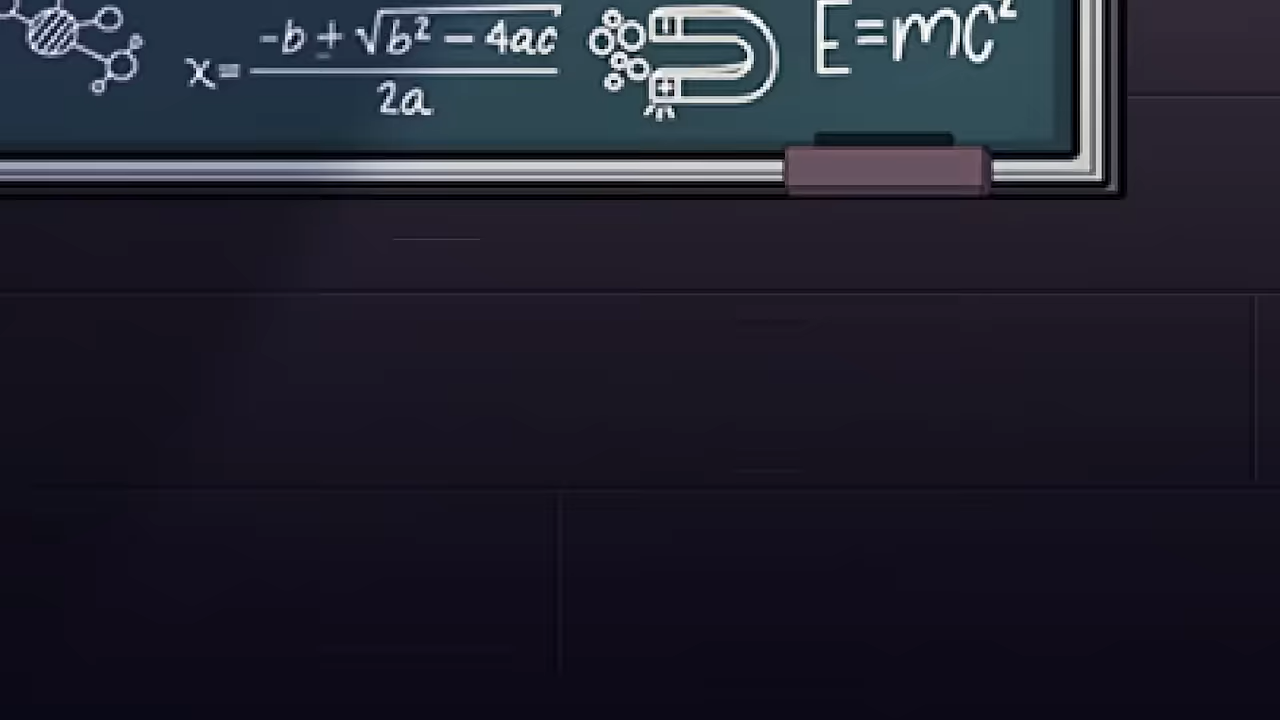 x = -b ± √b² − 4ac / 2a
E=mc²